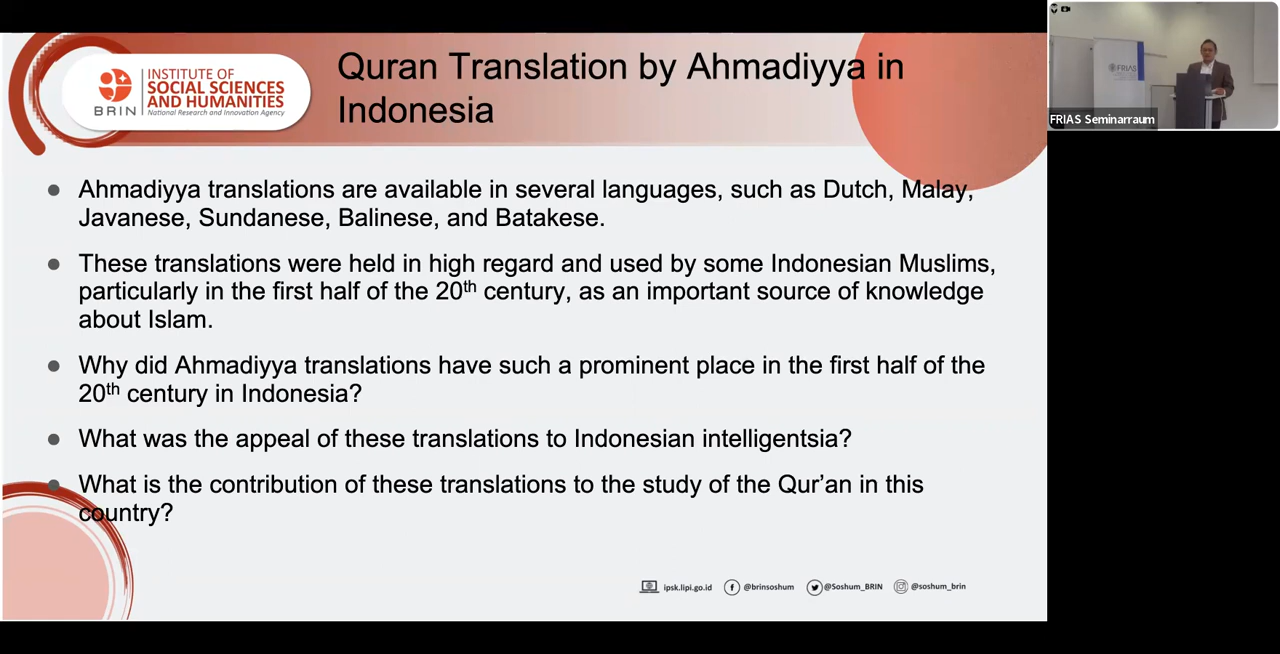 INSTITUTE OF
SOCIAL SCIENCES
AND HUMANITIES
BRIN
National Research and Innovation Agency
Quran Translation by Ahmadiyya in
Indonesia
FRIAS
FRIAS Seminarraum
● Ahmadiyya translations are available in several languages, such as Dutch, Malay,
Javanese, Sundanese, Balinese, and Batakese.
● These translations were held in high regard and used by some Indonesian Muslims,
particularly in the first half of the 20th century, as an important source of knowledge
about Islam.
● Why did Ahmadiyya translations have such a prominent place in the first half of the
20th century in Indonesia?
● What was the appeal of these translations to Indonesian intelligentsia?
● What is the contribution of these translations to the study of the Qur’an in this
country?
ipsk.lipi.go.id @brinsoshum @Soshum_BRIN @soshum_brin